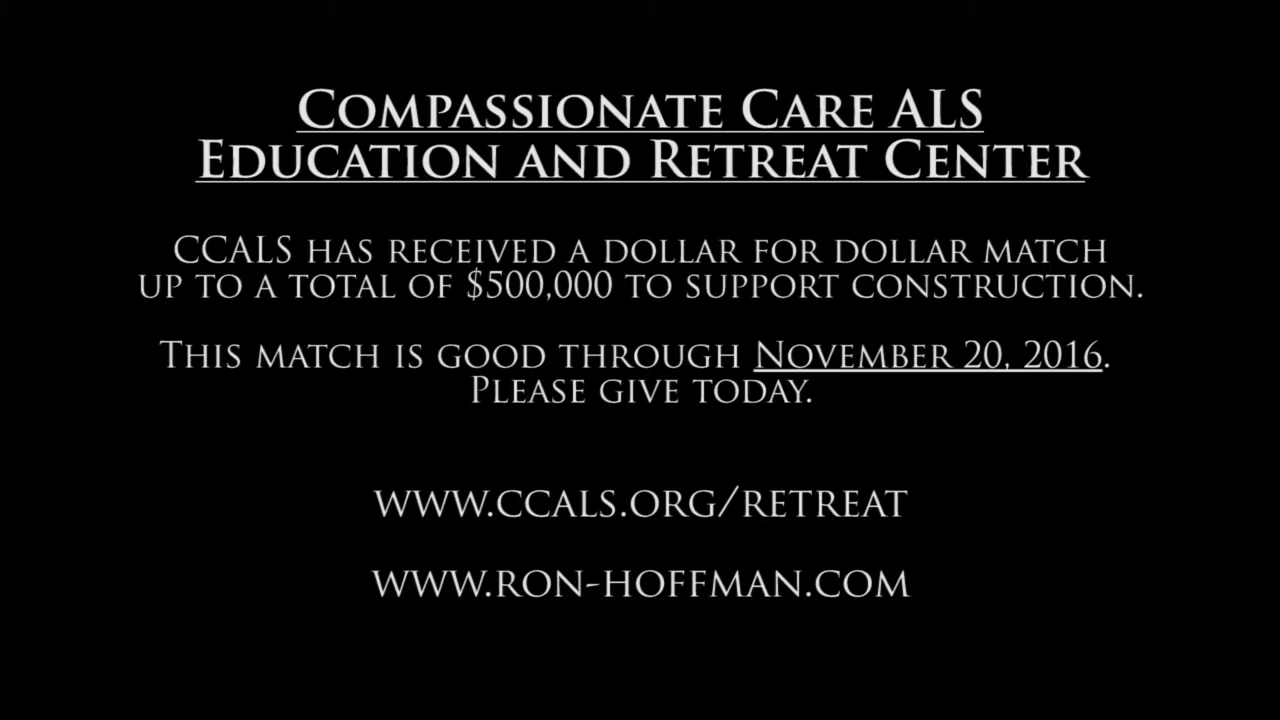 Compassionate Care ALS
Education and Retreat Center
CCALS has received a dollar for dollar match
up to a total of $500,000 to support construction.
This match is good through November 20, 2016.
Please give today.
www.ccals.org/retreat
www.ron-hoffman.com